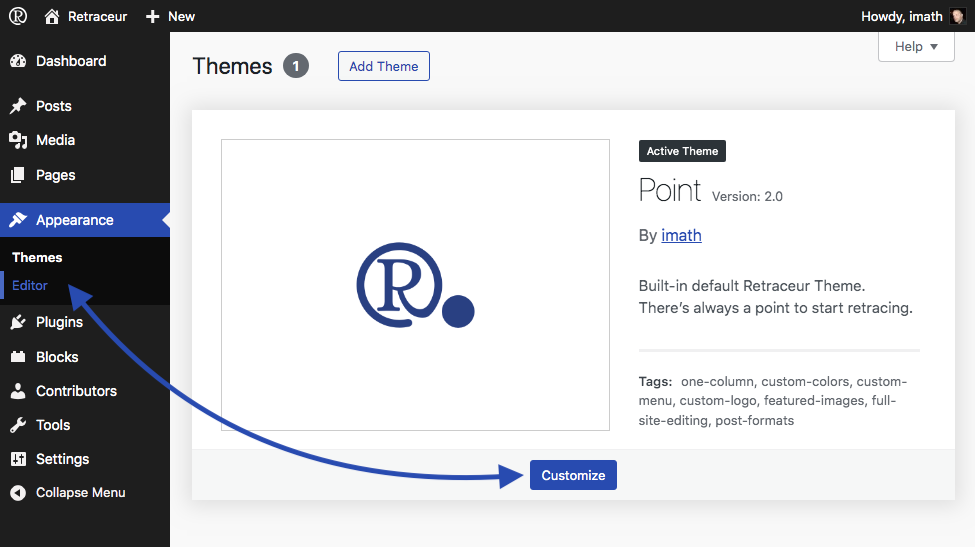 Retraceur
New
Howdy, imath
Dashboard
Posts
Media
Pages
Appearance
Themes
Editor
Plugins
Blocks
Contributors
Tools
Settings
Collapse Menu
Help
Themes 1
Add Theme
R
Active Theme
Point Version: 2.0
By imath
Built-in default Retraceur Theme.
There’s always a point to start retracing.
Tags: one-column, custom-colors, custom-
menu, custom-logo, featured-images, full-
site-editing, post-formats
Customize